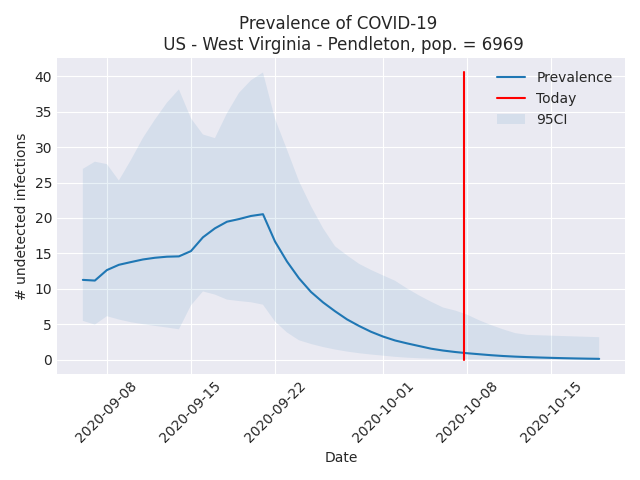 Prevalence of COVID-19
US - West Virginia - Pendleton, pop. = 6969
# undetected infections
40
35
30
25
20
15
10
5
0
Prevalence
Today
95CI
2020-09-08
2020-09-15
2020-09-22
2020-10-01
2020-10-08
2020-10-15
Date